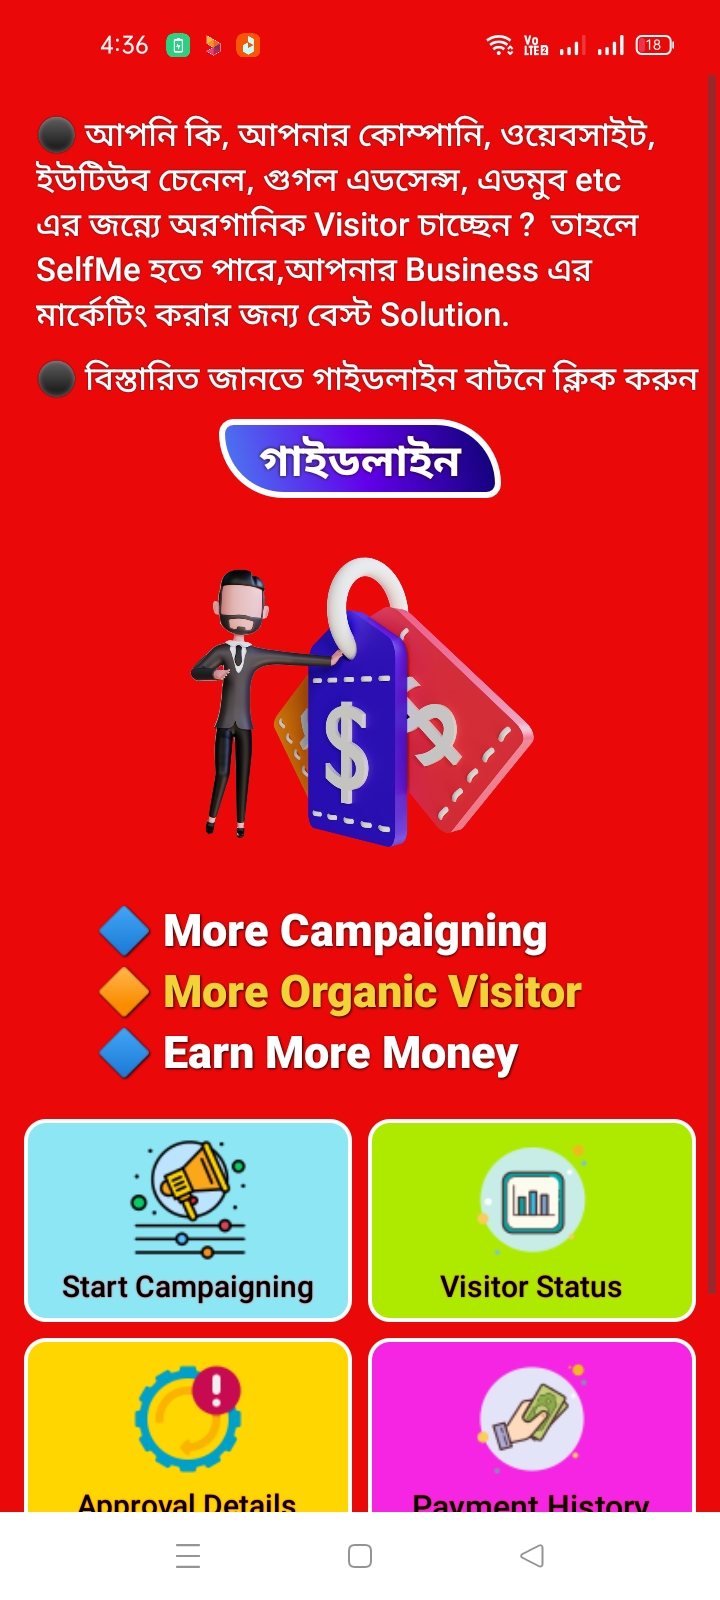 4:36
Vo
LTE2
18
আপনি কি, আপনার কোম্পানি, ওয়েবসাইট,
ইউটিউব চেনেল, গুগল এডসেন্স, এডমুব etc
এর জন্য়ে অরগানিক Visitor চাচ্ছেন ? তাহলে
SelfMe হতে পারে,আপনার Business এর
মার্কেটিং করার জন্য বেস্ট Solution.
বিস্তারিত জানতে গাইডলাইন বাটনে ক্লিক করুন
গাইডলাইন
$
$
More Campaigning
More Organic Visitor
Earn More Money
Start Campaigning
Visitor Status
Approval Details
Payment History